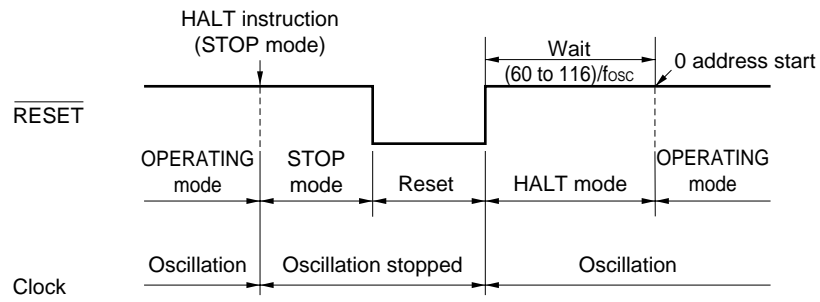 HALT instruction
(STOP mode)
Wait
(60 to 116)/fosc
0 address start
RESET
OPERATING
mode
STOP
mode
Reset
HALT mode
OPERATING
mode
Oscillation
Oscillation stopped
Oscillation
Clock